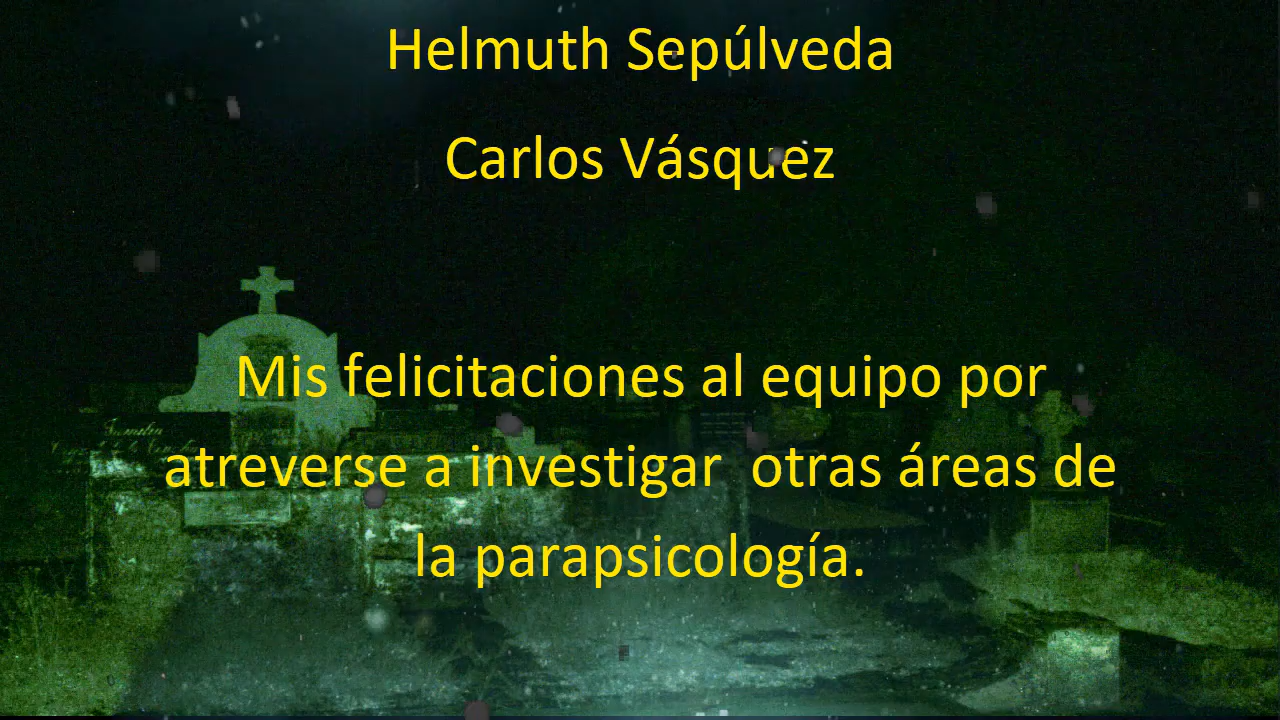 Helmuth Sepúlveda
Carlos Vásquez
Mis felicitaciones al equipo por
atreverse a investigar otras áreas de
la parapsicología.